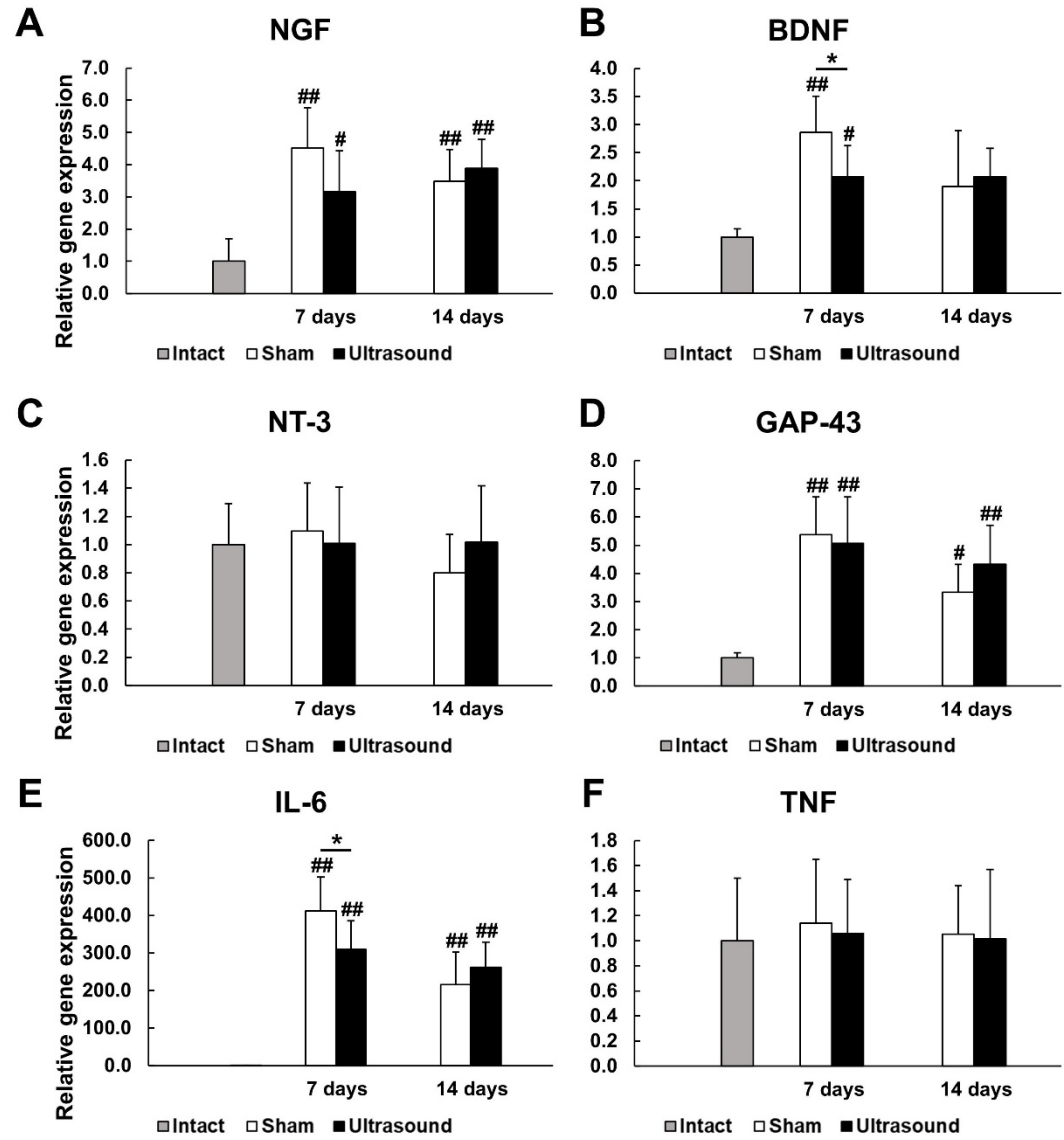 A
NGF
Relative gene expression
7.0
6.0
5.0
4.0
3.0
2.0
1.0
0.0
##
#
##
##
7 days
14 days
Intact Sham Ultrasound
B
BDNF
4.0
3.5
3.0
2.5
2.0
1.5
1.0
0.5
0.0
*
##
#
7 days
14 days
Intact Sham Ultrasound
C
NT-3
Relative gene expression
1.6
1.4
1.2
1.0
0.8
0.6
0.4
0.2
0.0
7 days
14 days
Intact Sham Ultrasound
D
GAP-43
8.0
7.0
6.0
5.0
4.0
3.0
2.0
1.0
0.0
##
##
#
##
7 days
14 days
Intact Sham Ultrasound
E
IL-6
Relative gene expression
600.0
500.0
400.0
300.0
200.0
100.0
0.0
*
##
##
##
##
7 days
14 days
Intact Sham Ultrasound
F
TNF
1.8
1.6
1.4
1.2
1.0
0.8
0.6
0.4
0.2
0.0
7 days
14 days
Intact Sham Ultrasound